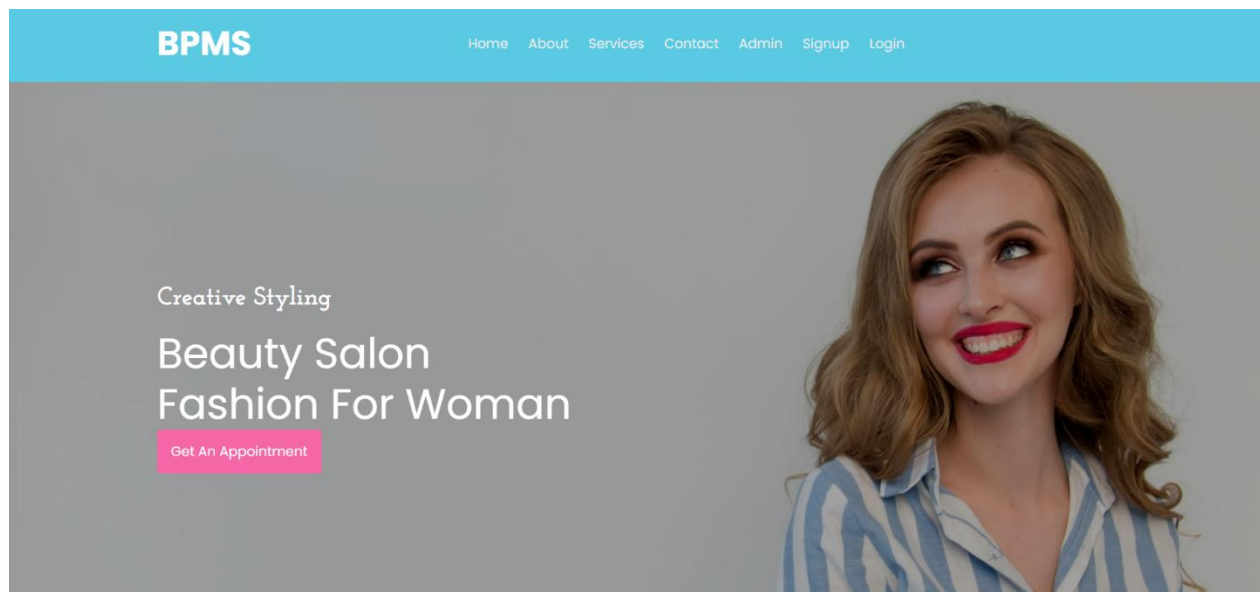 BPMS
Home About Services Contact Admin Signup Login
Creative Styling
Beauty Salon
Fashion For Woman
Get An Appointment